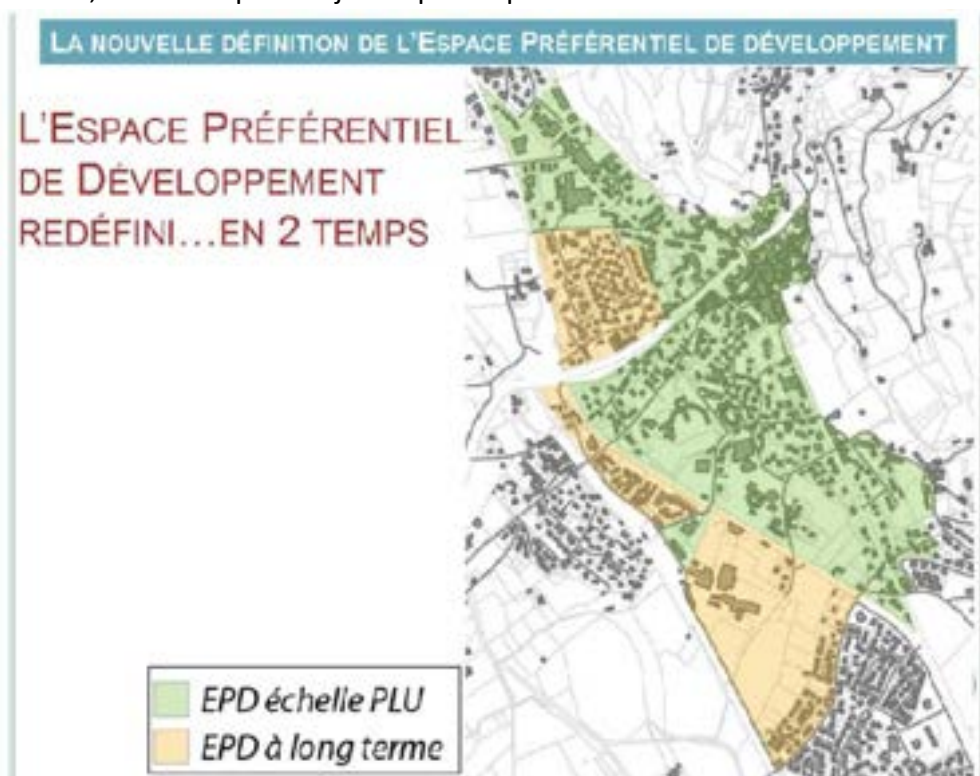 LA NOUVELLE DÉFINITION DE L'ESPACE PRÉFÉRENTIEL DE DÉVELOPPEMENT
L'ESPACE PRÉFÉRENTIEL
DE DÉVELOPPEMENT
REDÉFINI...EN 2 TEMPS
EPD échelle PLU
EPD à long terme